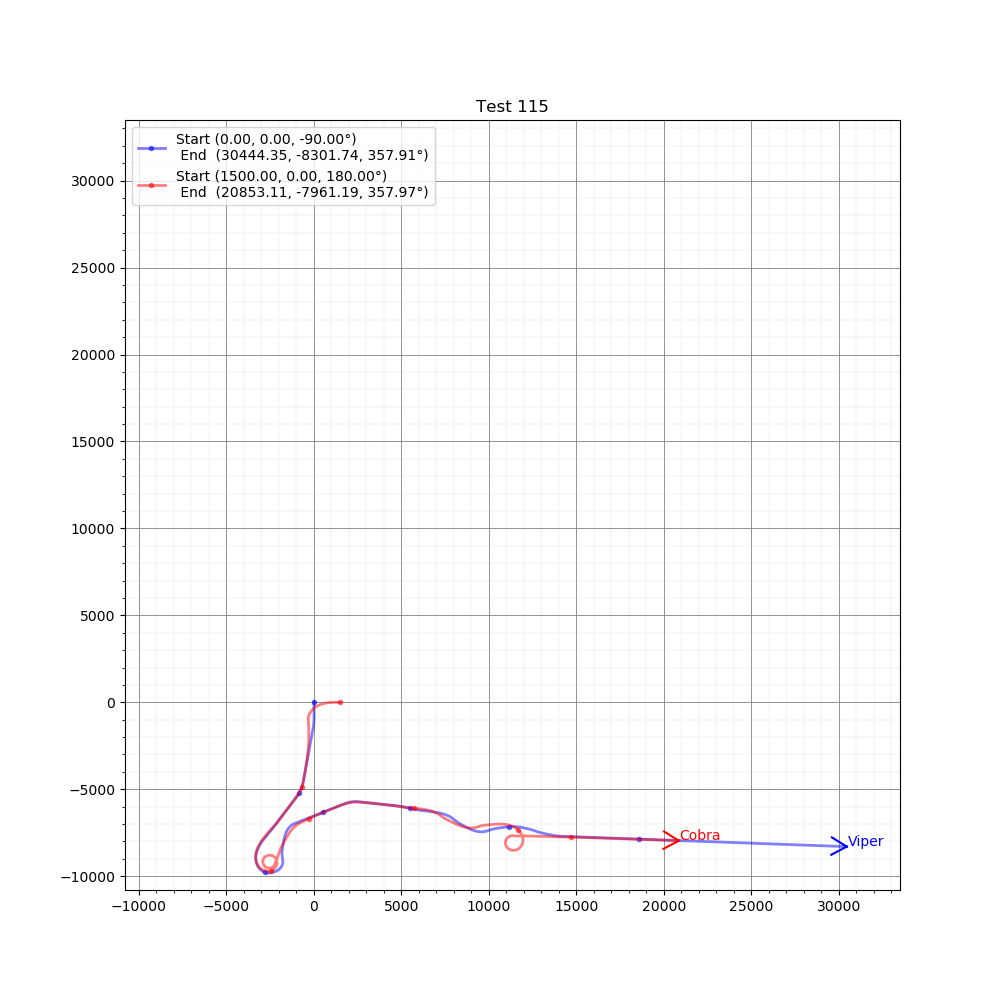 Test 115
Start (0.00, 0.00, -90.00°)
End  (30444.35, -8301.74, 357.91°)
Start (1500.00, 0.00, 180.00°)
End  (20853.11, -7961.19, 357.97°)
30000
25000
20000
15000
10000
5000
0
−5000
−10000
Cobra
Viper
−10000 −5000 0 5000 10000 15000 20000 25000 30000